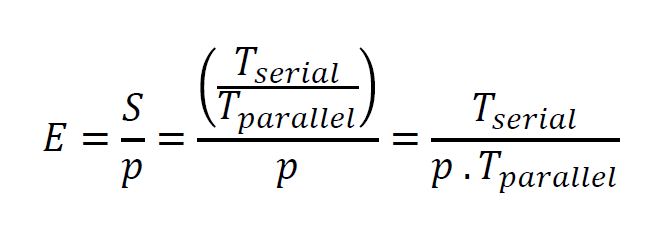 E = S/p = (T_serial / T_parallel) / p = T_serial / (p . T_parallel)